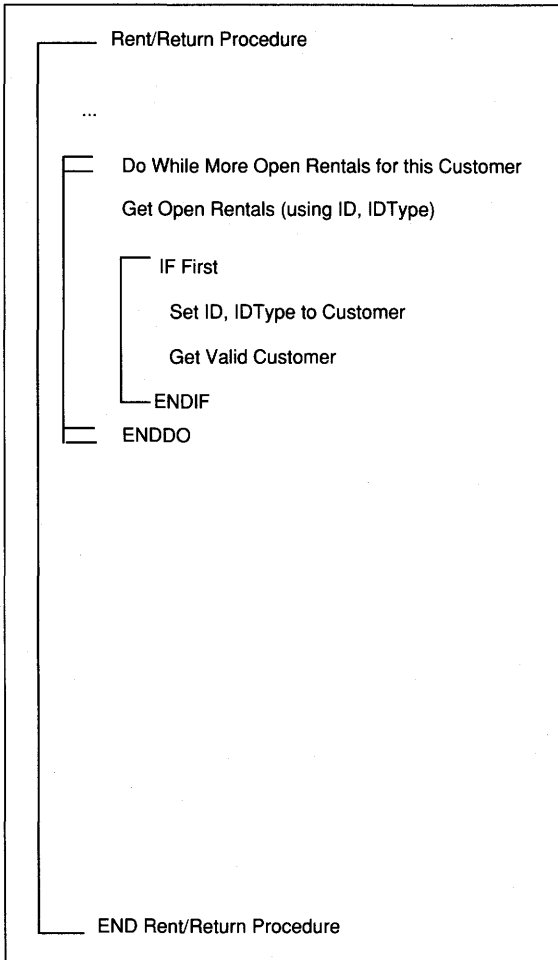 Rent/Return Procedure
...
Do While More Open Rentals for this Customer
Get Open Rentals (using ID, IDType)
IF First
Set ID, IDType to Customer
Get Valid Customer
ENDIF
ENDDO
END Rent/Return Procedure